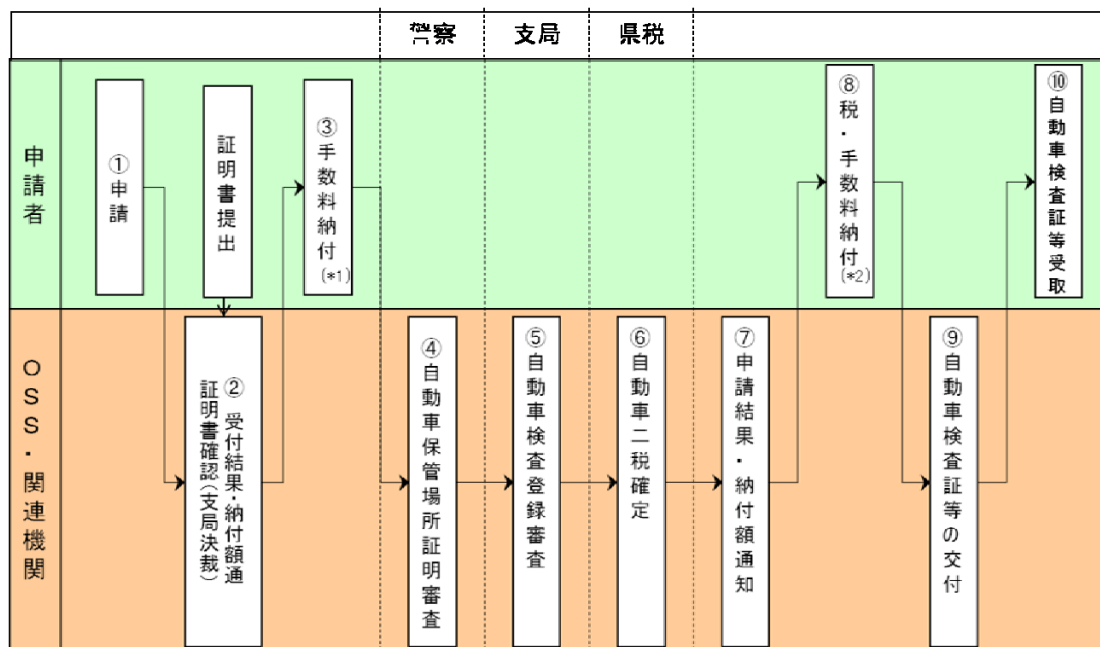 警察
支局
県税
申請者
①申請
証明書提出
③手数料納付
(*1)
⑧税・手数料納付
(*2)
⑩自動車検査証等受取
OSS・関連機関
②受付結果・納付額通
証明書確認(支局決裁)
④自動車保管場所証明審査
⑤自動車検査登録審査
⑥自動車二税確定
⑦申請結果・納付額通知
⑨自動車検査証等の交付